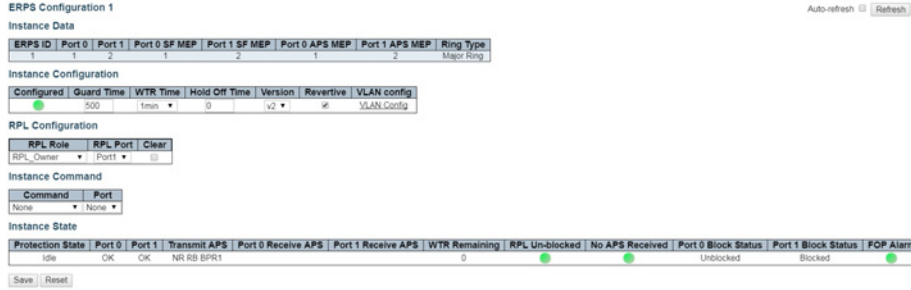 ERPS Configuration 1
Auto-refresh Refresh
Instance Data
ERPS ID Port 0 Port 1 Port 0 SF MEP Port 1 SF MEP Port 0 APS MEP Port 1 APS MEP Ring Type
1 1 2 1 2 1 2 Major Ring
Instance Configuration
Configured Guard Time WTR Time Hold Off Time Version Revertive VLAN config
500 1min 0 v2 VLAN Config
RPL Configuration
RPL Role RPL Port Clear
RPL_Owner Port1
Instance Command
Command Port
None None
Instance State
Protection State Port 0 Port 1 Transmit APS Port 0 Receive APS Port 1 Receive APS WTR Remaining RPL Un-blocked No APS Received Port 0 Block Status Port 1 Block Status FOP Alarm
Idle OK OK NR RB BPR1 0 Unblocked Blocked
Save Reset